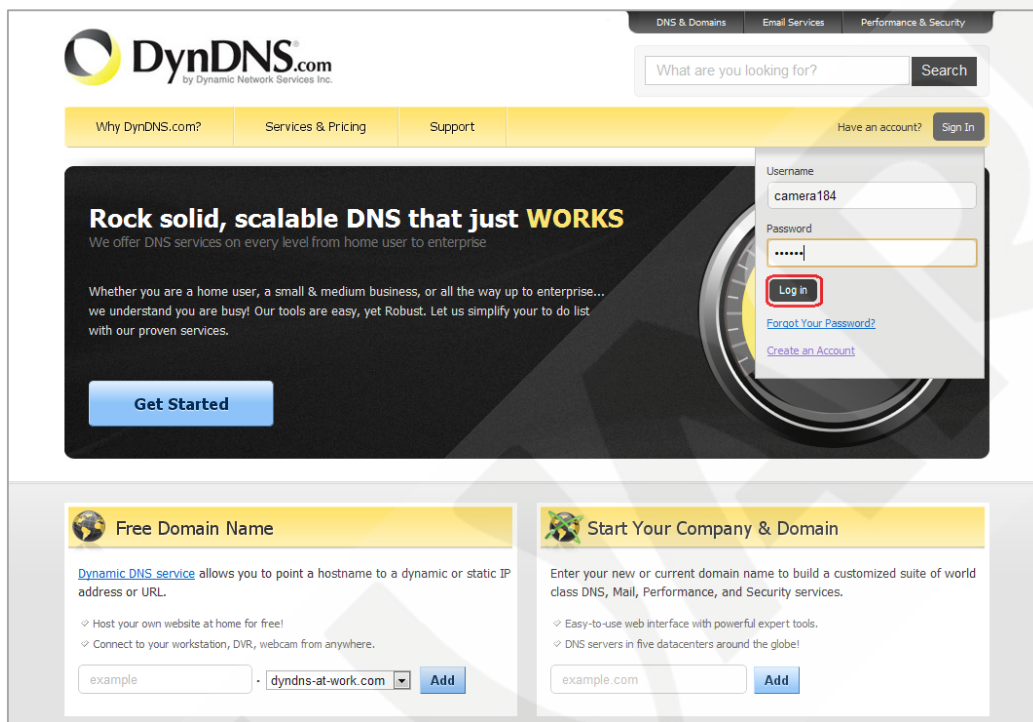 DNS & Domains Email Services Performance & Security
DynDNS.com
by Dynamic Network Services Inc.
What are you looking for? Search
Why DynDNS.com? Services & Pricing Support Have an account? Sign In
Username
camera184
Password
••••••
Log in
Forgot Your Password?
Create an Account
Rock solid, scalable DNS that just WORKS
We offer DNS services on every level from home user to enterprise
Whether you are a home user, a small & medium business, or all the way up to enterprise...
we understand you are busy! Our tools are easy, yet Robust. Let us simplify your to do list
with our proven services.
Get Started
Free Domain Name
Dynamic DNS service allows you to point a hostname to a dynamic or static IP
address or URL.
Host your own website at home for free!
Connect to your workstation, DVR, webcam from anywhere.
example . dyndns-at-work.com Add
Start Your Company & Domain
Enter your new or current domain name to build a customized suite of world
class DNS, Mail, Performance, and Security services.
Easy-to-use web interface with powerful expert tools.
DNS servers in five datacenters around the globe!
example.com Add